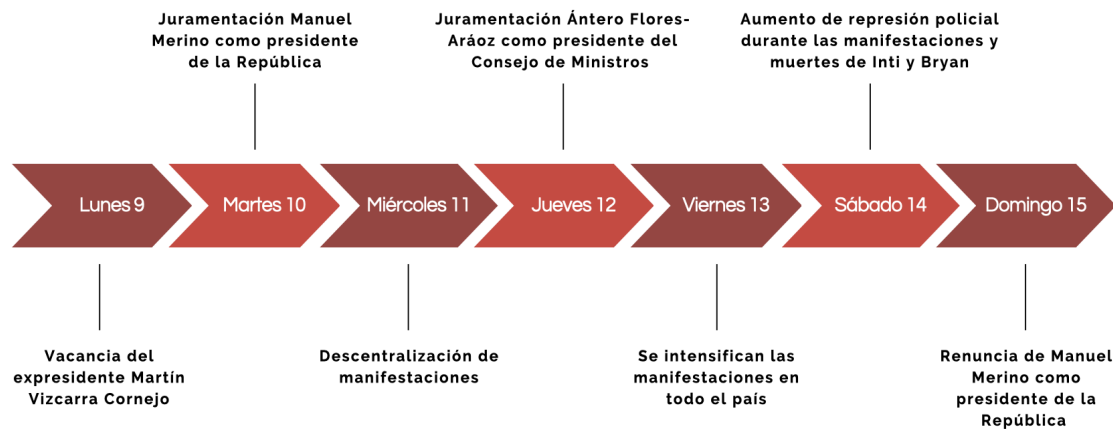 Juramentación Manuel
Merino como presidente
de la República
Juramentación Ántero Flores-
Aráoz como presidente del
Consejo de Ministros
Aumento de represión policial
durante las manifestaciones y
muertes de Inti y Bryan
Lunes 9
Martes 10
Miércoles 11
Jueves 12
Viernes 13
Sábado 14
Domingo 15
Vacancia del
expresidente Martín
Vizcarra Cornejo
Descentralización de
manifestaciones
Se intensifican las
manifestaciones en
todo el país
Renuncia de Manuel
Merino como
presidente de la
República